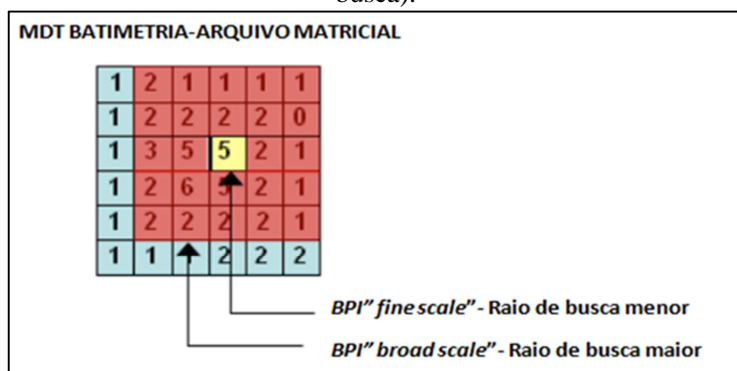 busca).
MDT BATIMETRIA-ARQUIVO MATRICIAL
1 2 1 1 1 1
1 2 2 2 2 0
1 3 5 5 2 1
1 2 6 2 1
1 2 2 2 2 1
1 1 2 2 2
BPI" fine scale"- Raio de busca menor
BPI" broad scale"- Raio de busca maior